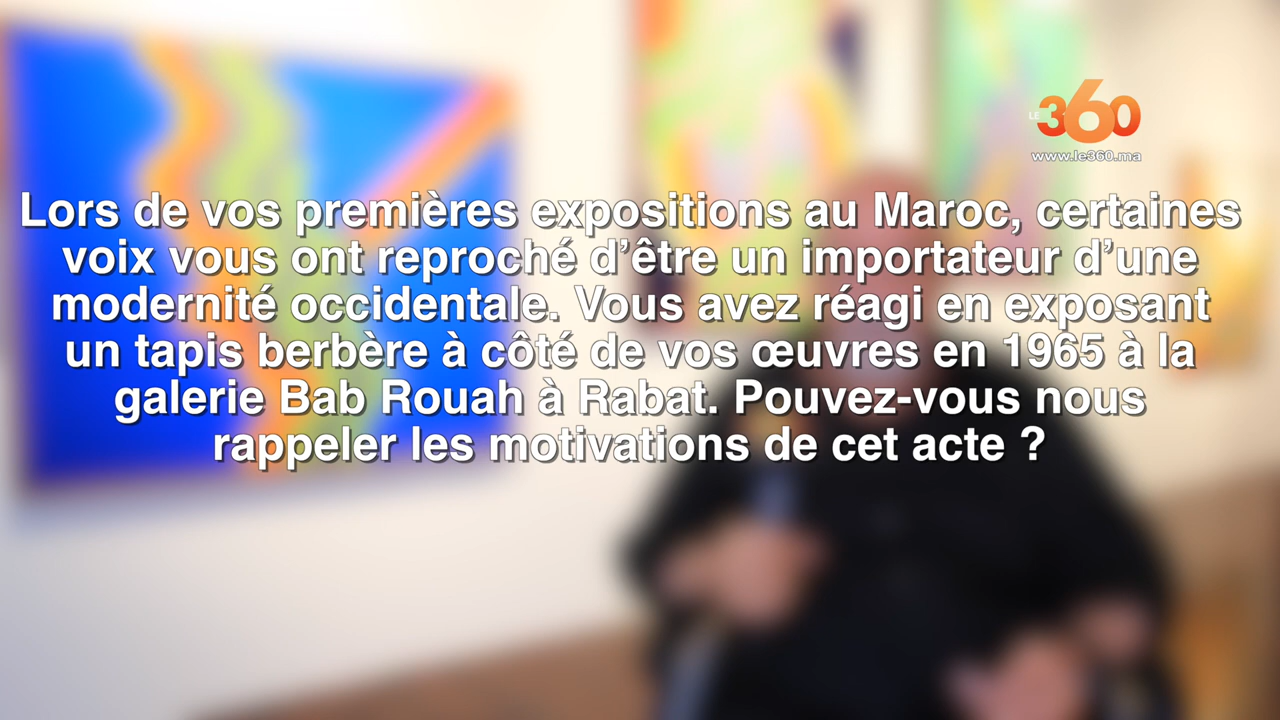 LE 360
www.le360.ma
Lors de vos premières expositions au Maroc, certaines
voix vous ont reproché d’être un importateur d’une
modernité occidentale. Vous avez réagi en exposant
un tapis berbère à côté de vos œuvres en 1965 à la
galerie Bab Rouah à Rabat. Pouvez-vous nous
rappeler les motivations de cet acte ?